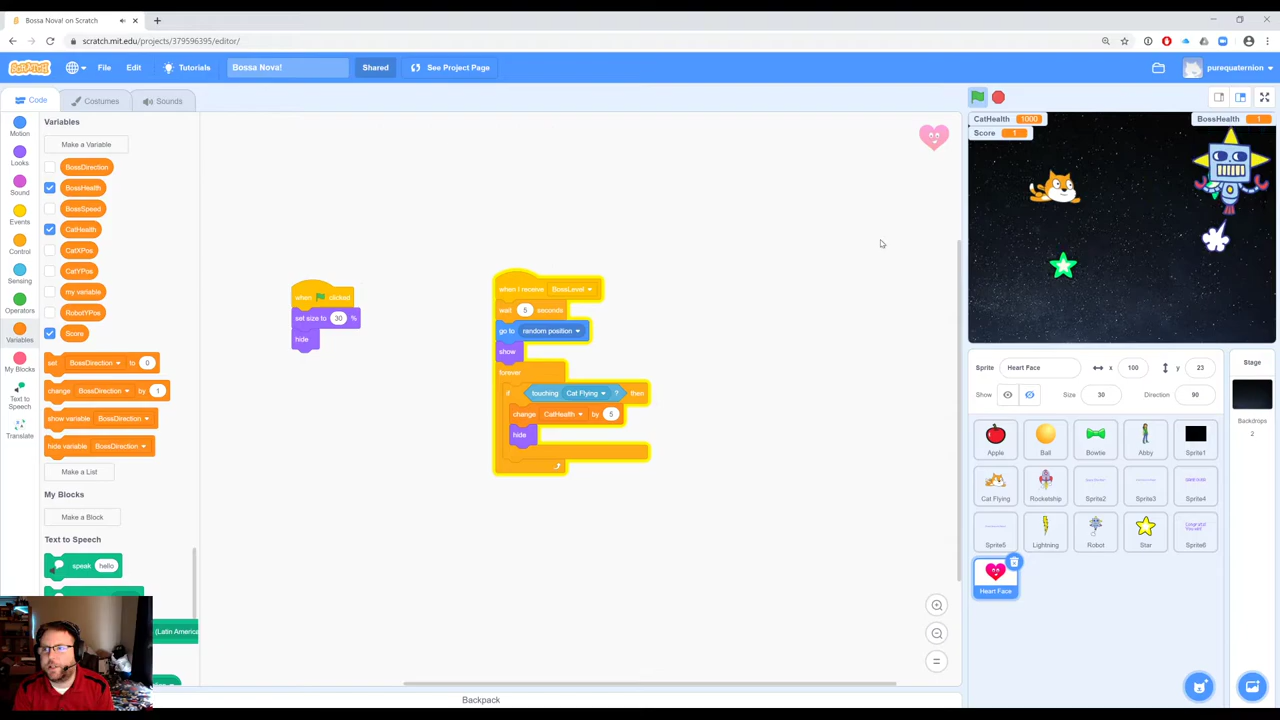 Bossa Nova! on Scratch
scratch.mit.edu/projects/379596395/editor/
SCRATCH
File
Edit
Tutorials
Bossa Nova!
Shared
See Project Page
purequaternion
Code
Costumes
Sounds
Motion
Looks
Sound
Events
Control
Sensing
Operators
Variables
My Blocks
Text to Speech
Translate
Variables
Make a Variable
BossDirection
BossHealth
BossSpeed
CatHealth
CatXPos
CatYPos
my variable
RobotYPos
Score
set BossDirection to 0
change BossDirection by 1
show variable BossDirection
hide variable BossDirection
Make a List
My Blocks
Make a Block
Text to Speech
speak hello
(Latin America
when clicked
set size to 30 %
hide
when I receive BossLevel
wait 5 seconds
go to random position
show
forever
if touching Cat Flying ? then
change CatHealth by 5
hide
Backpack
CatHealth 1000
Score 1
BossHealth 1
Sprite Heart Face x 100 y 23
Show Size 30 Direction 90
Stage
Backdrops
2
Apple
Ball
Bowtie
Abby
Sprite1
Cat Flying
Rocketship
Sprite2
Sprite3
Sprite4
Sprite5
Lightning
Robot
Star
Sprite6
Heart Face